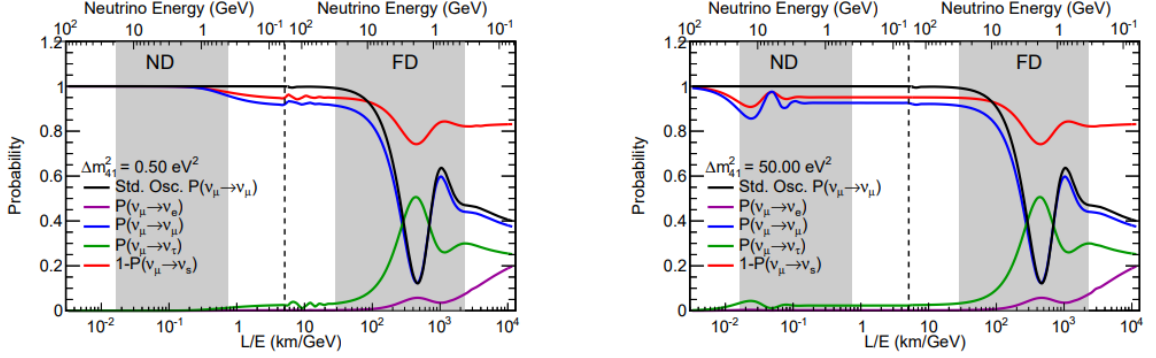 Neutrino Energy (GeV) Neutrino Energy (GeV)
10² 10 1 10² 10 1 10⁻¹
1.2
1
0.8
0.6
0.4
0.2
0
Probability
ND FD
Δm²₄₁ = 0.50 eV²
Std. Osc. P(νμ→νμ)
P(νμ→νe)
P(νμ→νμ)
P(νμ→ντ)
1-P(νμ→νs)
10⁻² 10⁻¹ 1 10 10² 10³ 10⁴
L/E (km/GeV)
Neutrino Energy (GeV) Neutrino Energy (GeV)
10² 10 1 10² 10 1 10⁻¹
1.2
1
0.8
0.6
0.4
0.2
0
Probability
ND FD
Δm²₄₁ = 50.00 eV²
Std. Osc. P(νμ→νμ)
P(νμ→νe)
P(νμ→νμ)
P(νμ→ντ)
1-P(νμ→νs)
10⁻² 10⁻¹ 1 10 10² 10³ 10⁴
L/E (km/GeV)